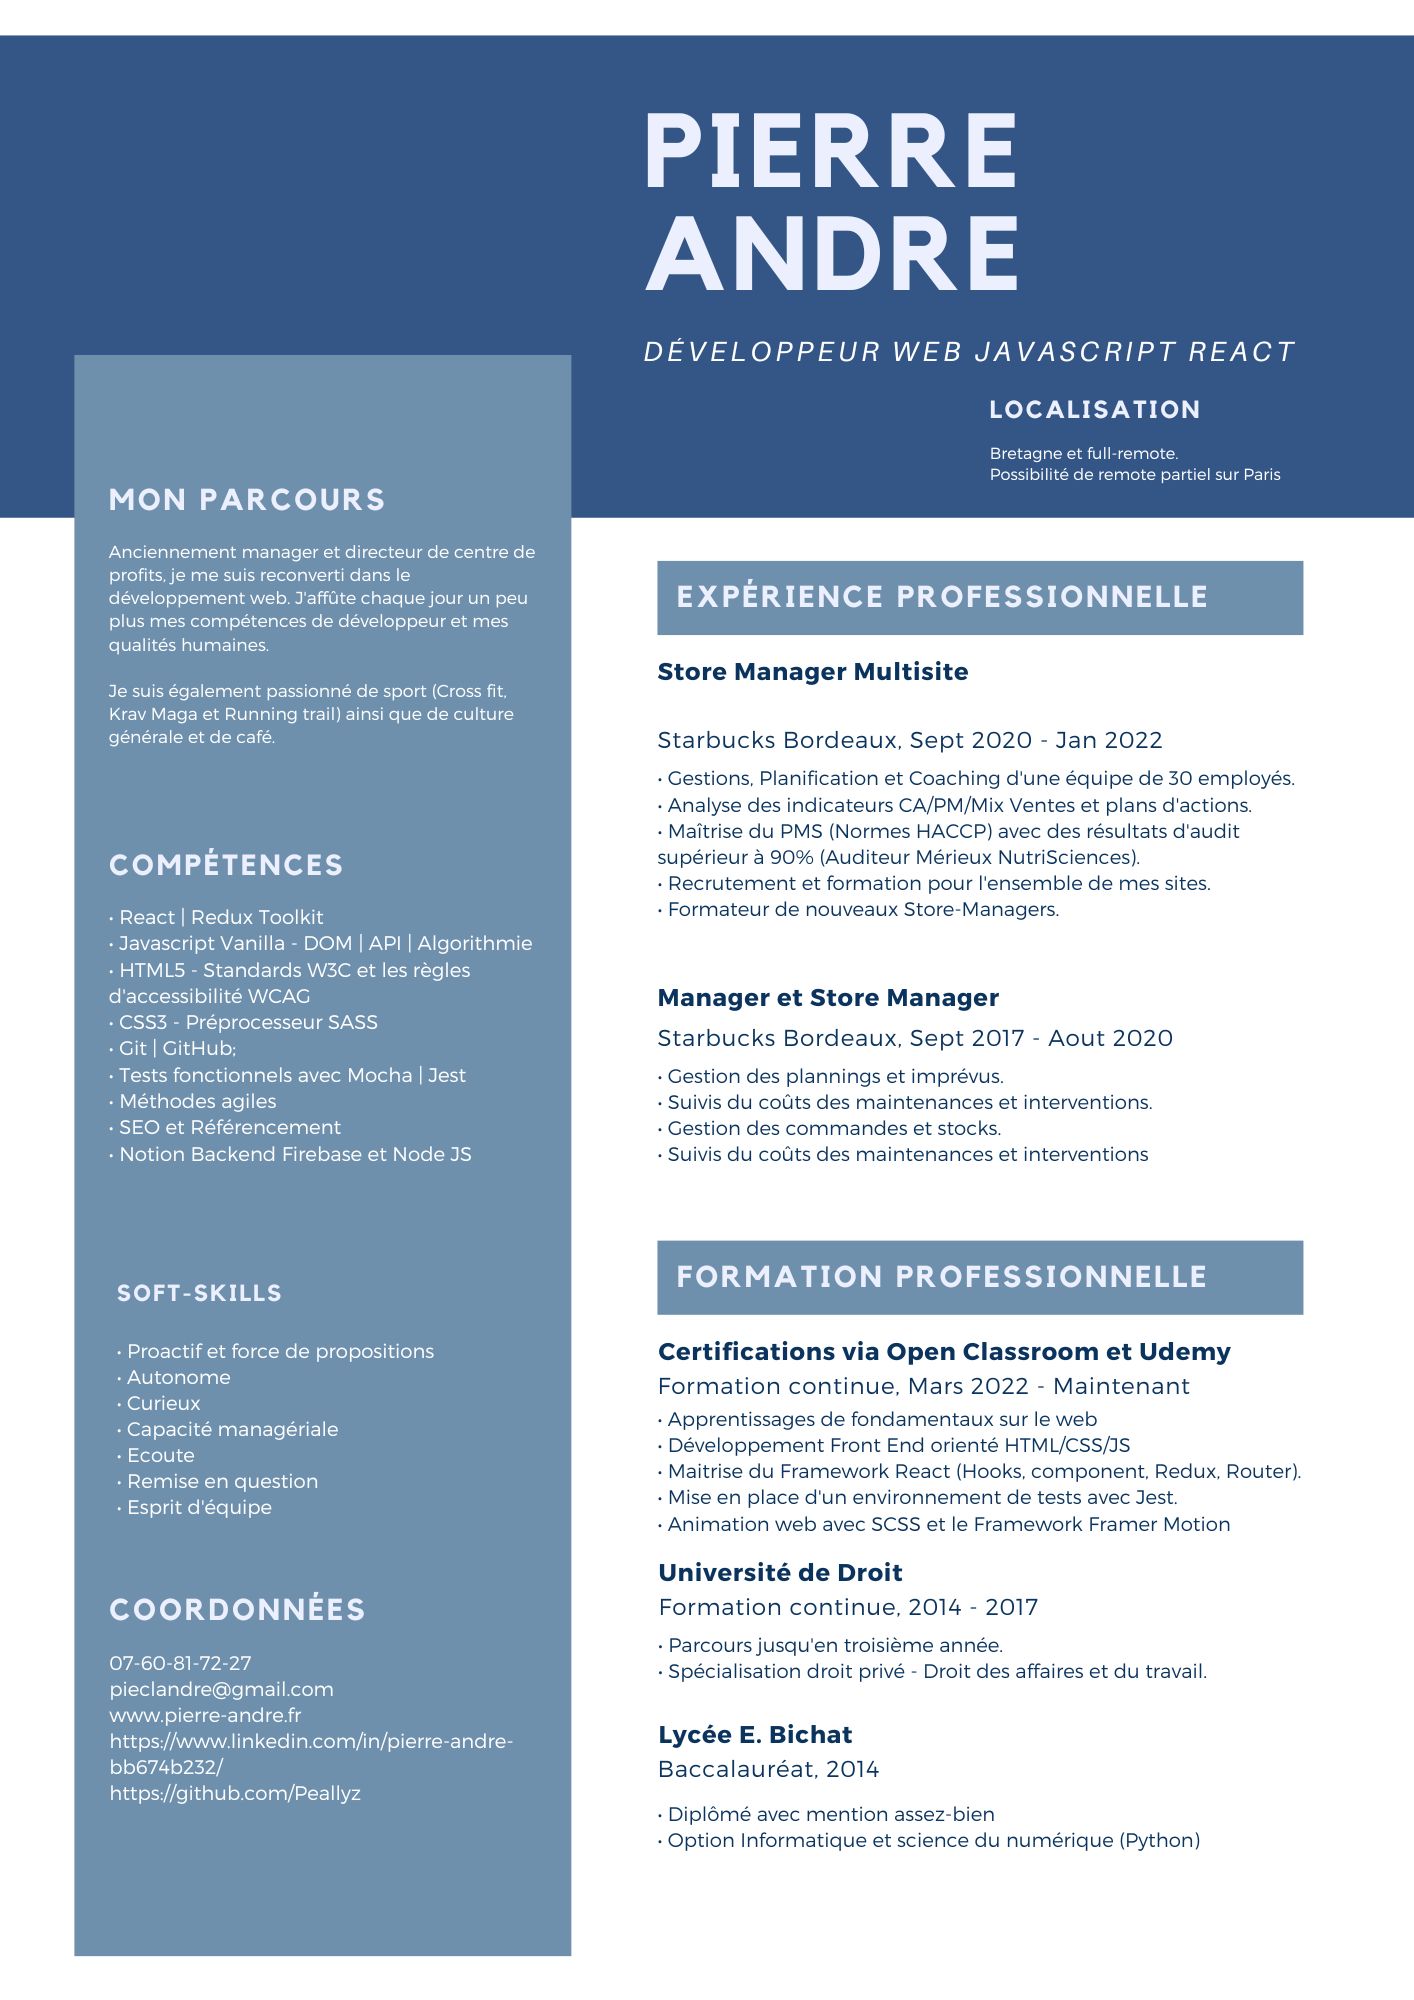 PIERRE
ANDRE
DÉVELOPPEUR WEB JAVASCRIPT REACT
LOCALISATION
Bretagne et full-remote.
Possibilité de remote partiel sur Paris
MON PARCOURS
Anciennement manager et directeur de centre de
profits, je me suis reconverti dans le
développement web. J'affûte chaque jour un peu
plus mes compétences de développeur et mes
qualités humaines.
Je suis également passionné de sport (Cross fit,
Krav Maga et Running trail) ainsi que de culture
générale et de café.
COMPÉTENCES
• React | Redux Toolkit
• Javascript Vanilla - DOM | API | Algorithmie
• HTML5 - Standards W3C et les règles
d'accessibilité WCAG
• CSS3 - Préprocesseur SASS
• Git | GitHub;
• Tests fonctionnels avec Mocha | Jest
• Méthodes agiles
• SEO et Référencement
• Notion Backend Firebase et Node JS
SOFT-SKILLS
• Proactif et force de propositions
• Autonome
• Curieux
• Capacité managériale
• Ecoute
• Remise en question
• Esprit d'équipe
COORDONNÉES
07-60-81-72-27
pieclandre@gmail.com
www.pierre-andre.fr
https://www.linkedin.com/in/pierre-andre-
bb674b232/
https://github.com/Peallyz
EXPÉRIENCE PROFESSIONNELLE
Store Manager Multisite
Starbucks Bordeaux, Sept 2020 - Jan 2022
• Gestions, Planification et Coaching d'une équipe de 30 employés.
• Analyse des indicateurs CA/PM/Mix Ventes et plans d'actions.
• Maîtrise du PMS (Normes HACCP) avec des résultats d'audit
supérieur à 90% (Auditeur Mérieux NutriSciences).
• Recrutement et formation pour l'ensemble de mes sites.
• Formateur de nouveaux Store-Managers.
Manager et Store Manager
Starbucks Bordeaux, Sept 2017 - Aout 2020
• Gestion des plannings et imprévus.
• Suivis du coûts des maintenances et interventions.
• Gestion des commandes et stocks.
• Suivis du coûts des maintenances et interventions
FORMATION PROFESSIONNELLE
Certifications via Open Classroom et Udemy
Formation continue, Mars 2022 - Maintenant
• Apprentissages de fondamentaux sur le web
• Développement Front End orienté HTML/CSS/JS
• Maitrise du Framework React (Hooks, component, Redux, Router).
• Mise en place d'un environnement de tests avec Jest.
• Animation web avec SCSS et le Framework Framer Motion
Université de Droit
Formation continue, 2014 - 2017
• Parcours jusqu'en troisième année.
• Spécialisation droit privé - Droit des affaires et du travail.
Lycée E. Bichat
Baccalauréat, 2014
• Diplômé avec mention assez-bien
• Option Informatique et science du numérique (Python)